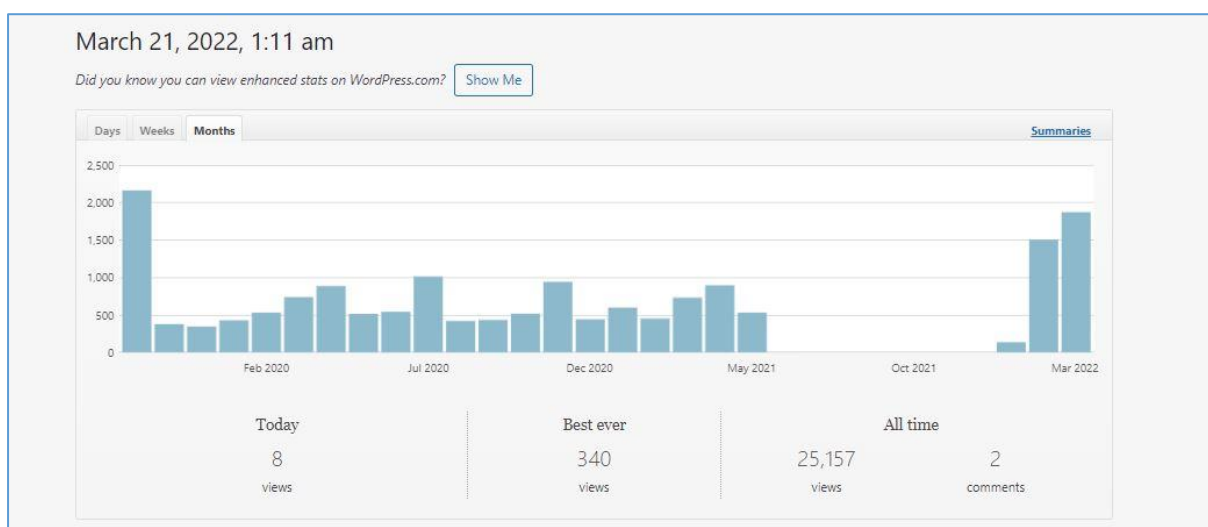 March 21, 2022, 1:11 am
Did you know you can view enhanced stats on WordPress.com? Show Me
Days Weeks Months Summaries
2,500
2,000
1,500
1,000
500
0
Feb 2020 Jul 2020 Dec 2020 May 2021 Oct 2021 Mar 2022
Today Best ever All time
8 340 25,157 2
views views views comments